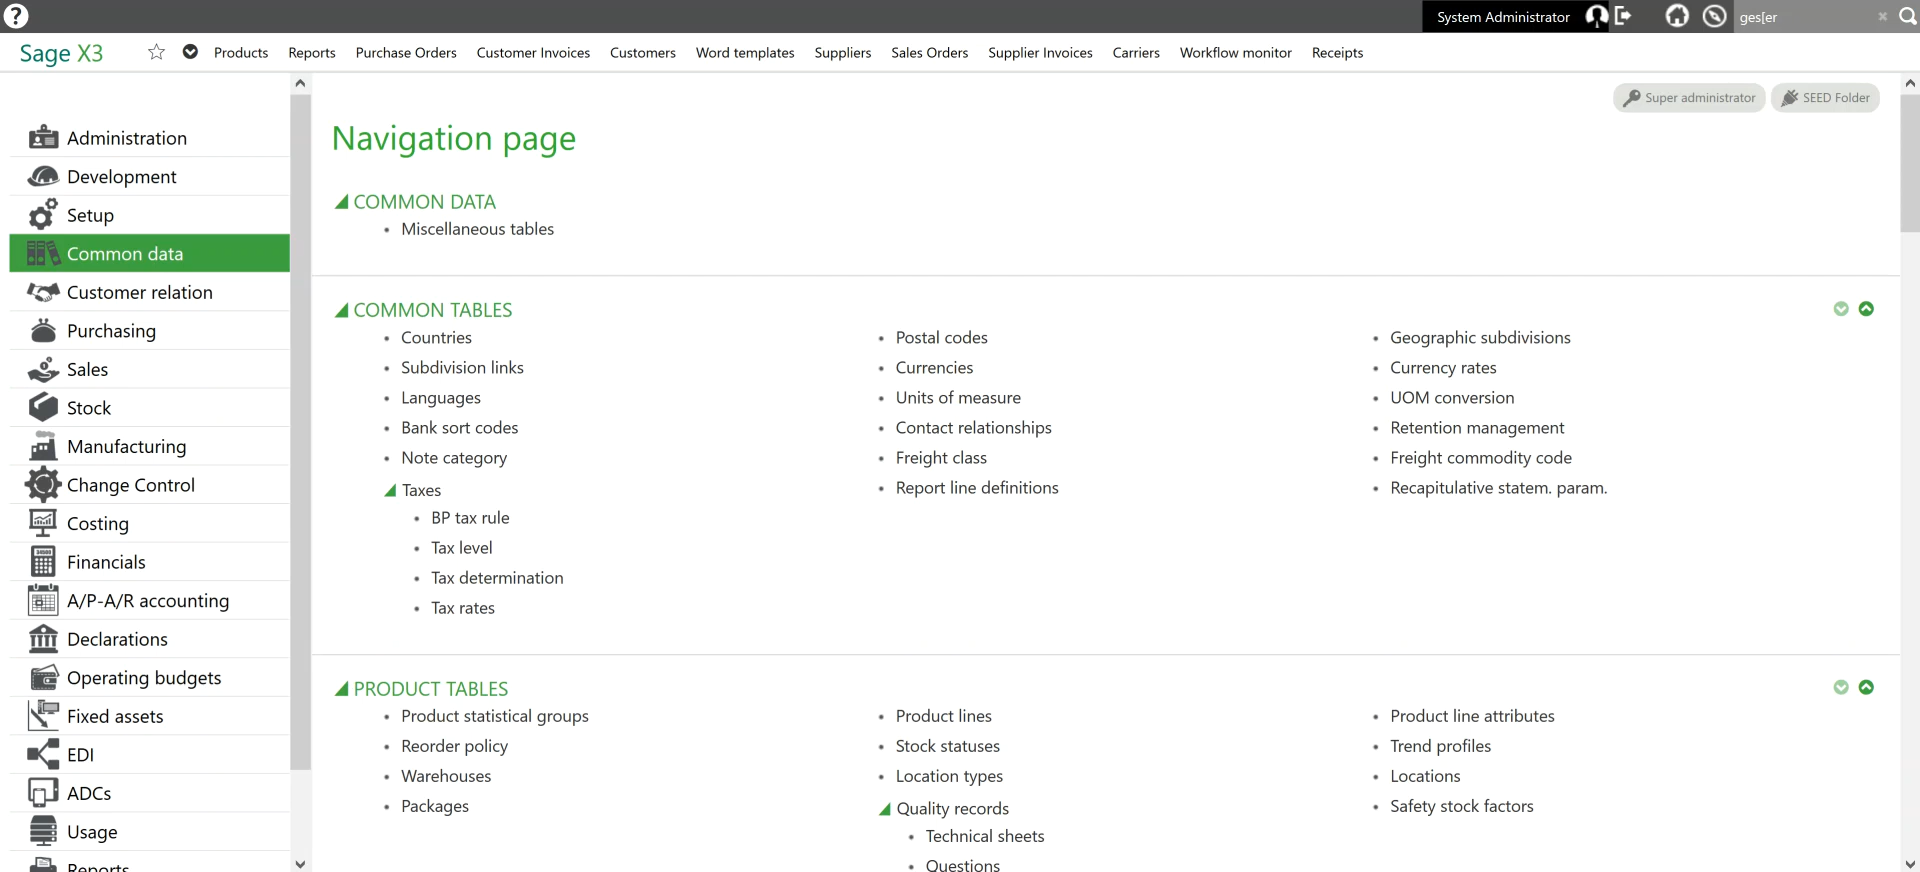 ?
System Administrator
ges[er
Sage X3
Products Reports Purchase Orders Customer Invoices Customers Word templates Suppliers Sales Orders Supplier Invoices Carriers Workflow monitor Receipts
Super administrator
SEED Folder
Administration
Development
Setup
Common data
Customer relation
Purchasing
Sales
Stock
Manufacturing
Change Control
Costing
Financials
A/P-A/R accounting
Declarations
Operating budgets
Fixed assets
EDI
ADCs
Usage
Reports
Navigation page
COMMON DATA
Miscellaneous tables
COMMON TABLES
Countries Postal codes Geographic subdivisions
Subdivision links Currencies Currency rates
Languages Units of measure UOM conversion
Bank sort codes Contact relationships Retention management
Note category Freight class Freight commodity code
Taxes Report line definitions Recapitulative statem. param.
BP tax rule
Tax level
Tax determination
Tax rates
PRODUCT TABLES
Product statistical groups Product lines Product line attributes
Reorder policy Stock statuses Trend profiles
Warehouses Location types Locations
Packages Quality records Safety stock factors
Technical sheets
Questions